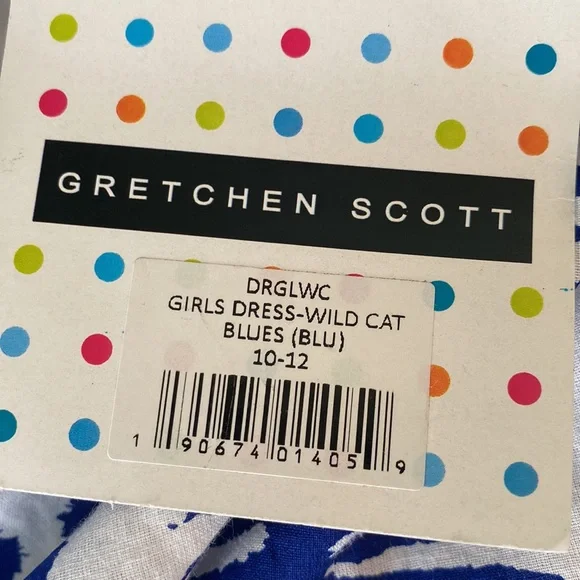 GRETCHEN SCOTT
DRGLWC
GIRLS DRESS-WILD CAT
BLUES (BLU)
10-12
1 90674 01405 9